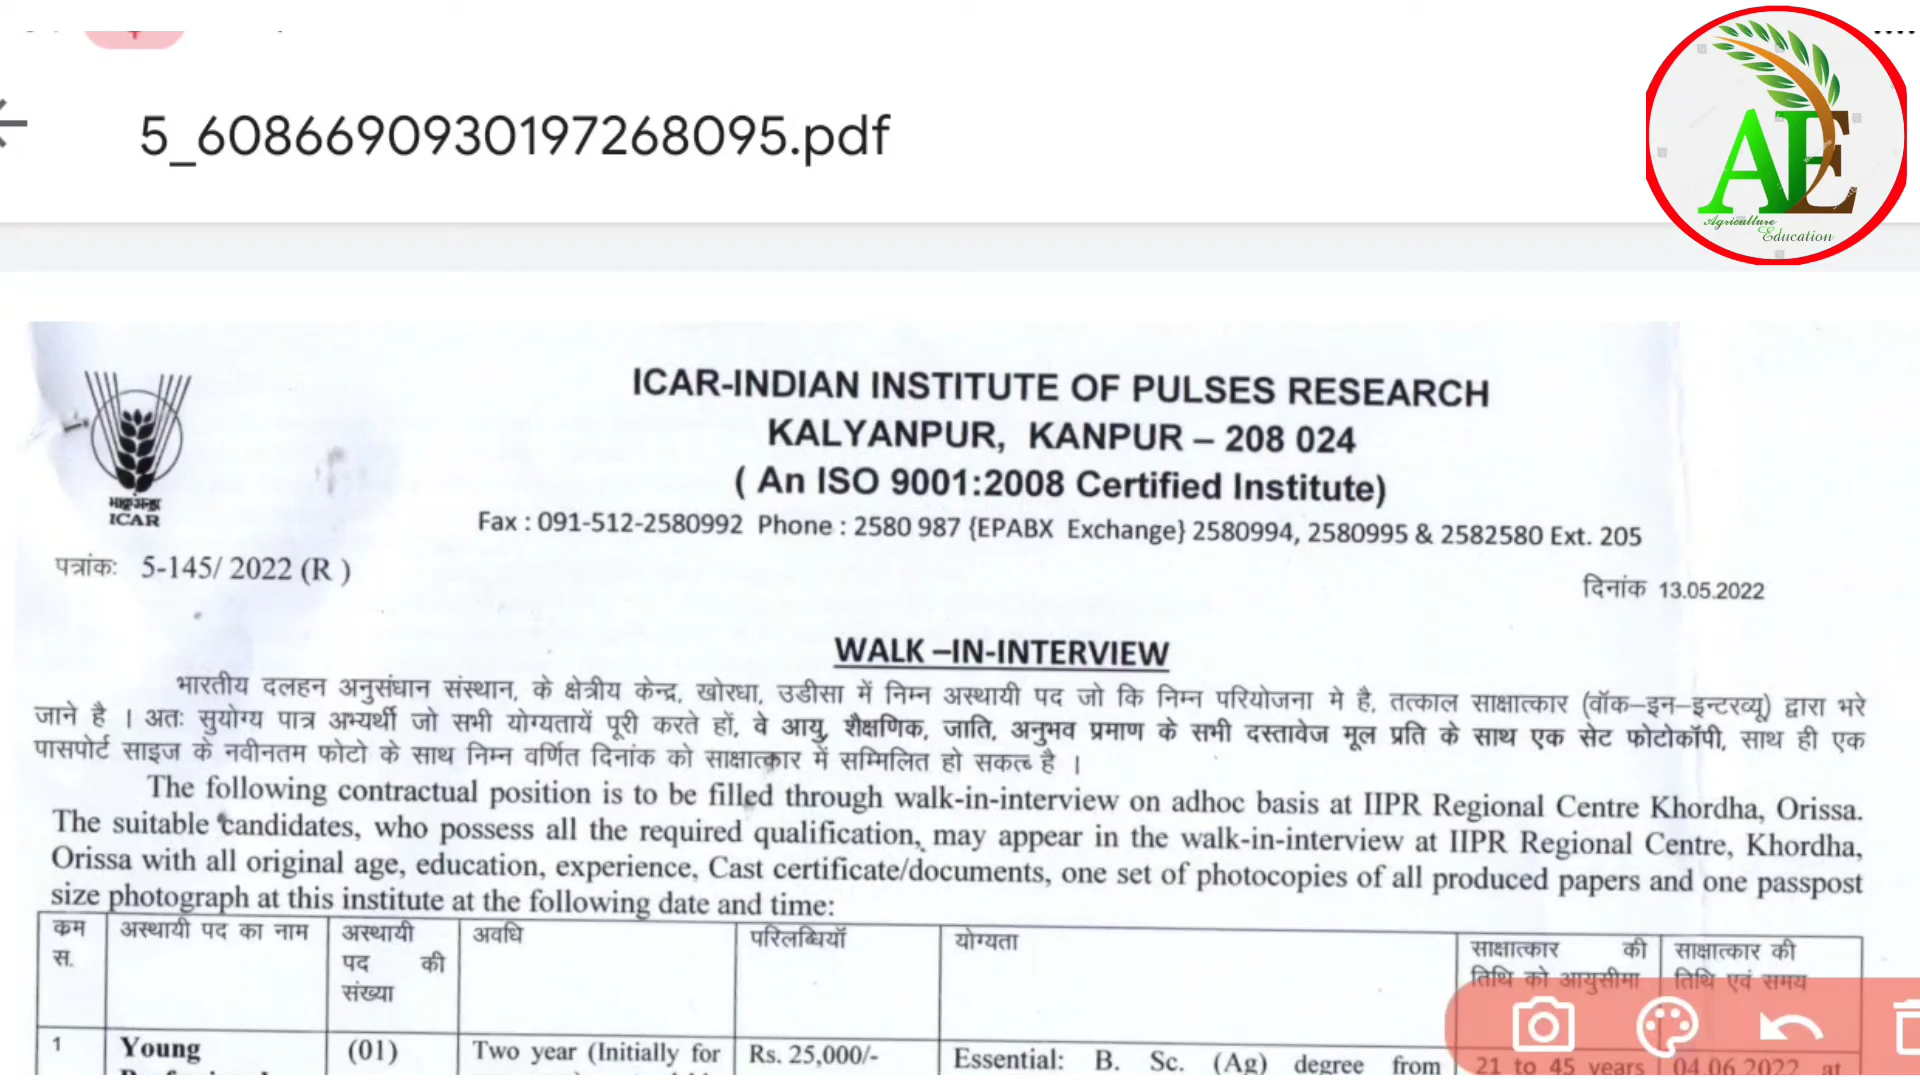 5_6086690930197268095.pdf
AE
Agriculture
Education
ICAR-INDIAN INSTITUTE OF PULSES RESEARCH
KALYANPUR, KANPUR – 208 024
( An ISO 9001:2008 Certified Institute)
भाकृअनुप
ICAR
Fax : 091-512-2580992 Phone : 2580 987 {EPABX Exchange} 2580994, 2580995 & 2582580 Ext. 205
पत्रांकः 5-145/ 2022 (R )
दिनांक 13.05.2022
WALK –IN-INTERVIEW
भारतीय दलहन अनुसंधान संस्थान, के क्षेत्रीय केन्द्र, खोरधा, उडीसा में निम्न अस्थायी पद जो कि निम्न परियोजना मे है, तत्काल साक्षात्कार (वॉक–इन–इन्टरव्यू) द्वारा भरे
जाने है । अतः सुयोग्य पात्र अभ्यर्थी जो सभी योग्यतायें पूरी करते हों, वे आयु, शैक्षणिक, जाति, अनुभव प्रमाण के सभी दस्तावेज मूल प्रति के साथ एक सेट फोटोकॉपी, साथ ही एक
पासपोर्ट साइज के नवीनतम फोटो के साथ निम्न वर्णित दिनांक को साक्षात्कार में सम्मिलित हो है ।
The following contractual position is to be filled through walk-in-interview on adhoc basis at IIPR Regional Centre Khordha, Orissa.
The suitable candidates, who possess all the required qualification, may appear in the walk-in-interview at IIPR Regional Centre, Khordha,
Orissa with all original age, education, experience, Cast certificate/documents, one set of photocopies of all produced papers and one passpost
size photograph at this institute at the following date and time:
कम अस्थायी पद का नाम अस्थायी अवधि परिलब्धियॉ योग्यता साक्षात्कार की साक्षात्कार की
स. पद की तिथि को आयुसीमा तिथि एवं समय
संख्या
1 Young (01) Two year (Initially for Rs. 25,000/- Essential: B. Sc. (Ag) degree from 21 to 45 years 04.06.2022 at